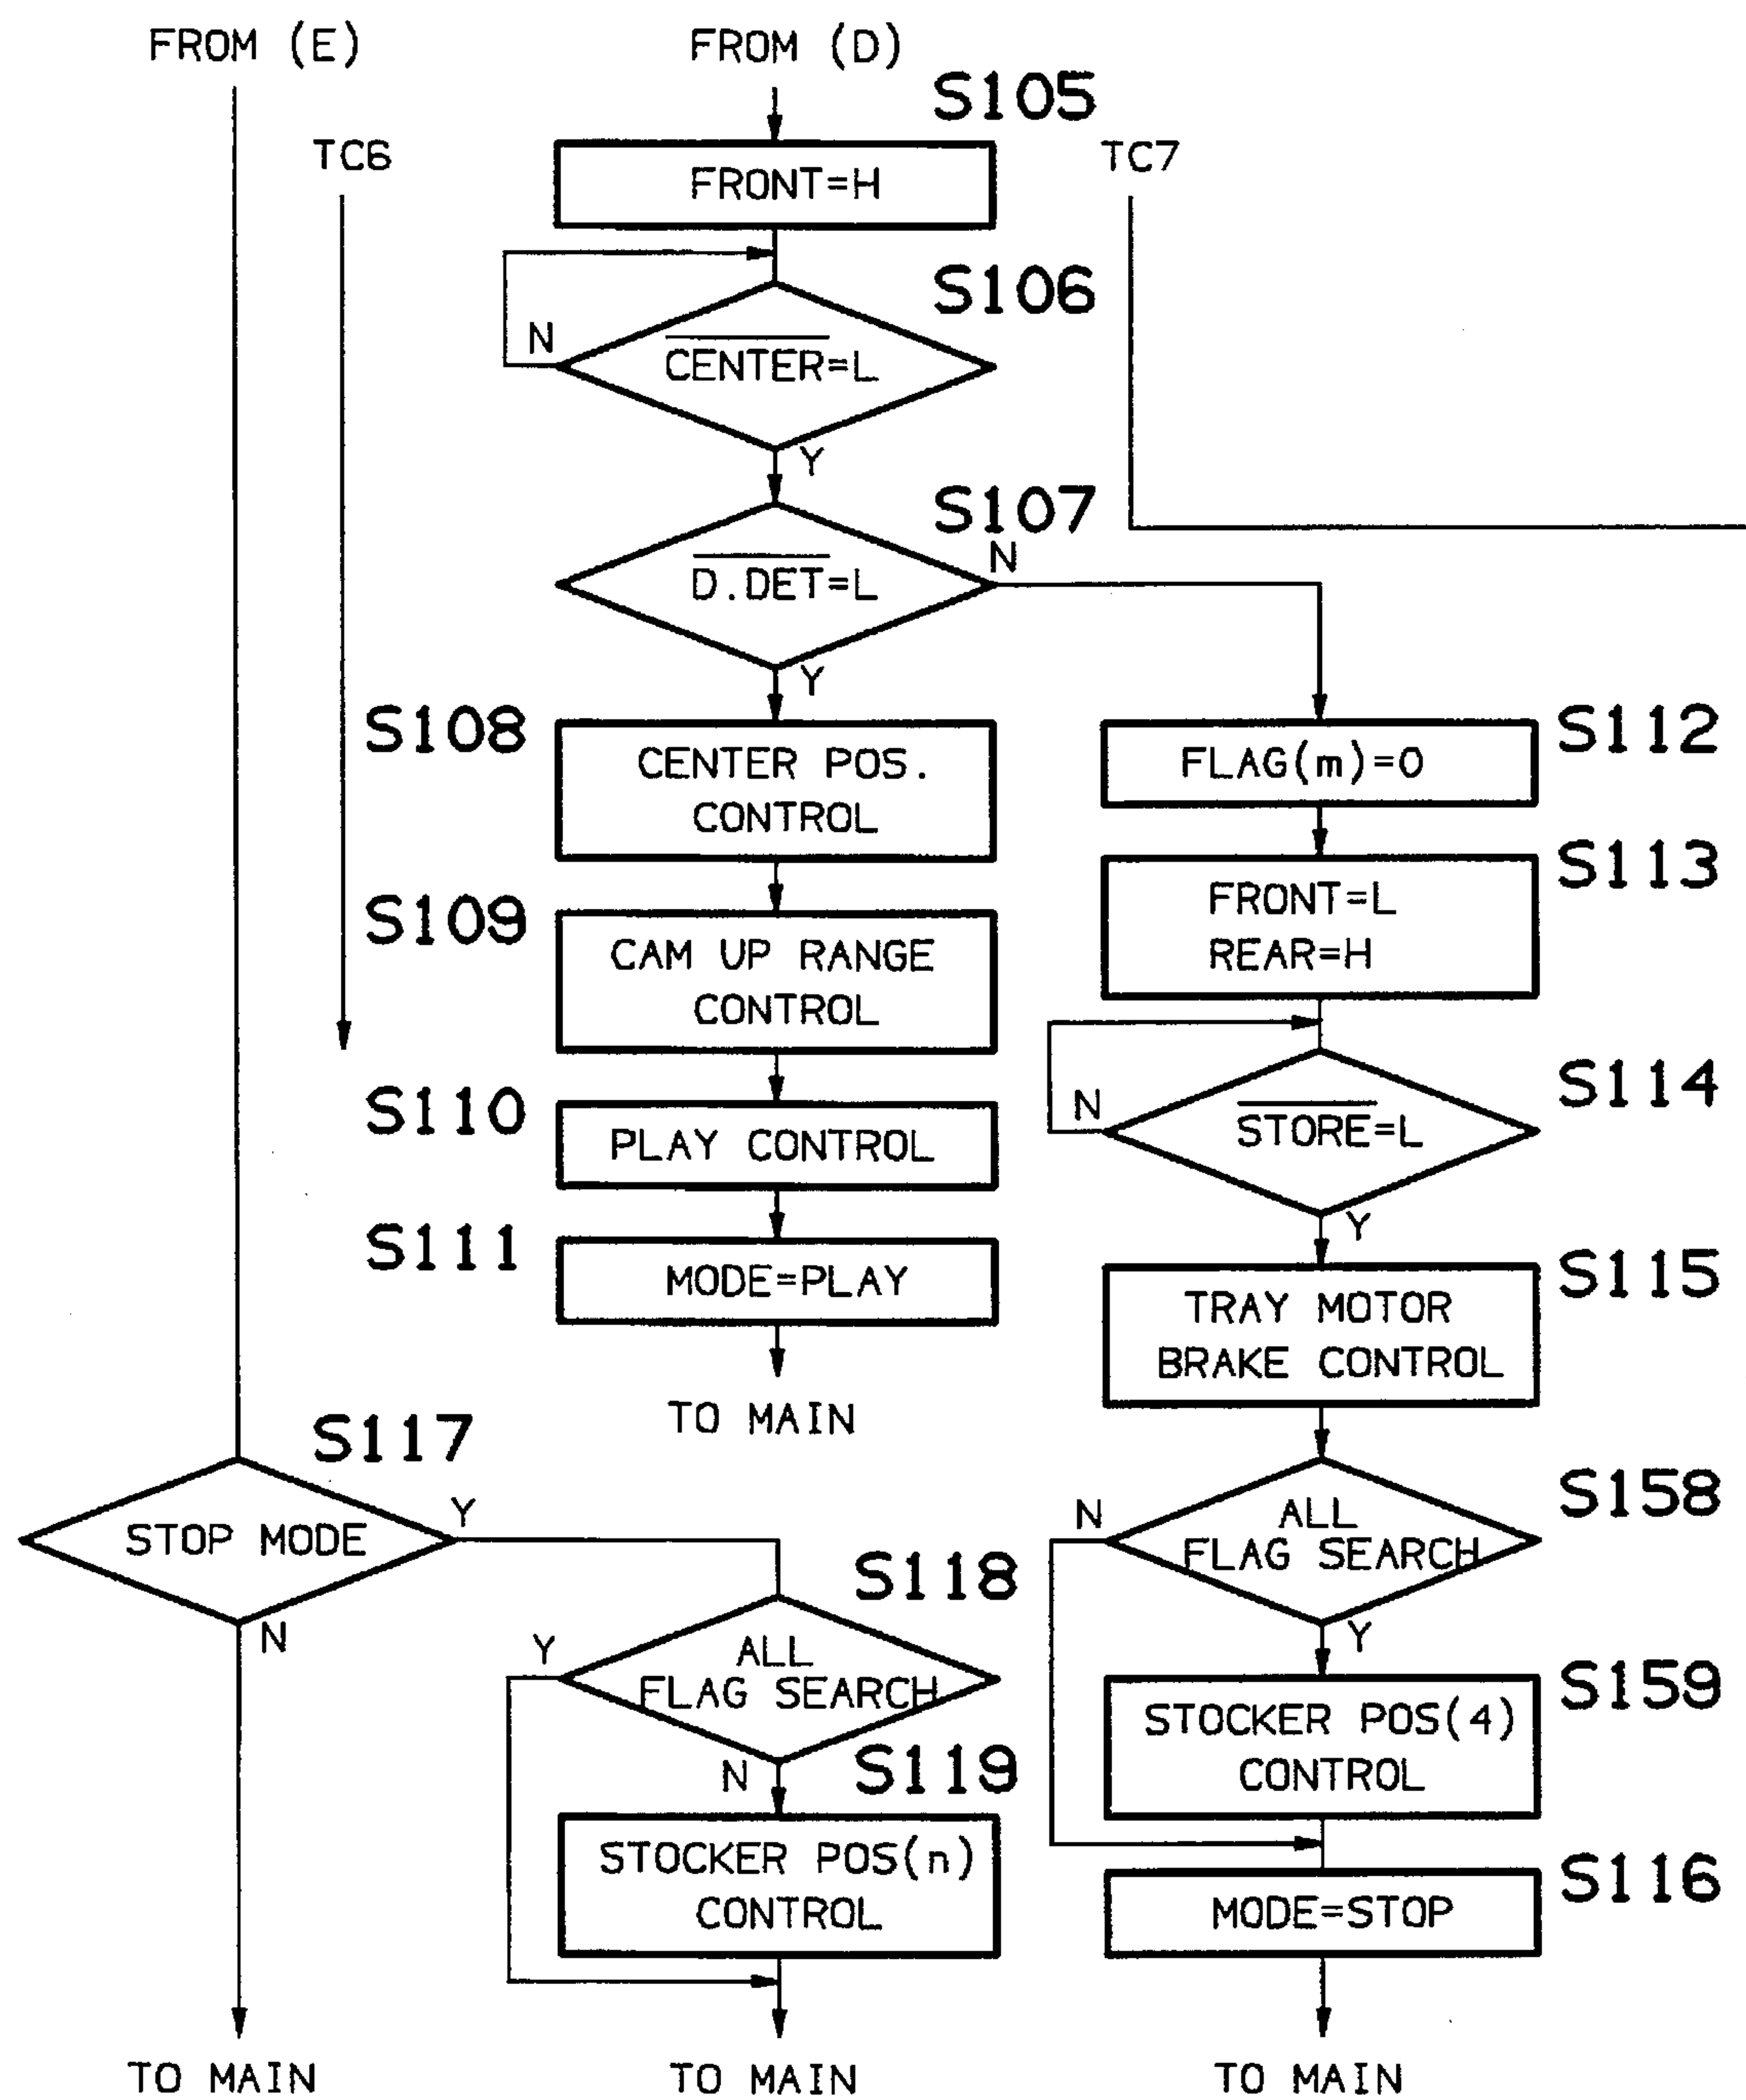 FROM (E)
FROM (D)
S105
TC6
FRONT=H
TC7
S106
N
CENTER=L
Y
S107
D.DET=L
N
Y
S108
CENTER POS.
CONTROL
S112
FLAG(m)=0
S109
CAM UP RANGE
CONTROL
S113
FRONT=L
REAR=H
S110
PLAY CONTROL
S114
N
STORE=L
Y
S111
MODE=PLAY
TO MAIN
S115
TRAY MOTOR
BRAKE CONTROL
S117
STOP MODE
Y
N
S158
N
ALL
FLAG SEARCH
Y
S118
Y
ALL
FLAG SEARCH
N
S159
STOCKER POS(4)
CONTROL
S119
STOCKER POS(n)
CONTROL
S116
MODE=STOP
TO MAIN
TO MAIN
TO MAIN